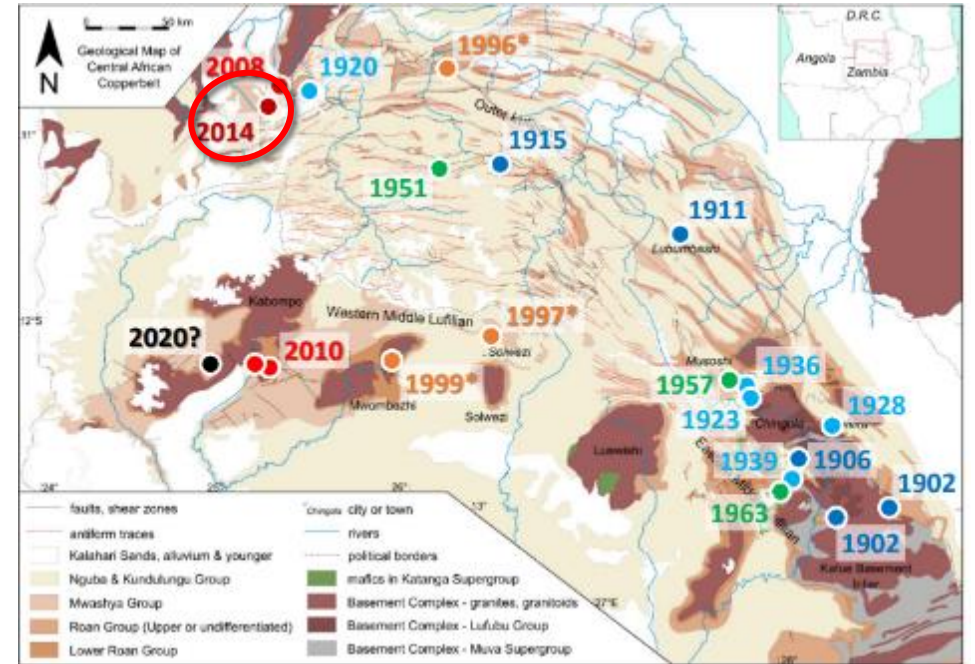 50 km
Geological Map of
Central African
Copperbelt
N
D.R.C.
Angola
Zambia
2008
1920
1996*
2014
1915
1951
1911
Lubumbashi
Kabompo
Western Middle Lufilian
1997*
Solwezi
2020?
2010
1999*
Mwombezhi
Solwezi
Musoshi
1957
1936
1923
Chingola
1928
Luswishi
1939
1906
1902
1963
1902
Kafue Basement
Inlier
12°S
26°
13°
27°E
faults, shear zones
antiform traces
Kalahari Sands, alluvium & younger
Nguba & Kundulungu Group
Mwashya Group
Roan Group (Upper or undifferentiated)
Lower Roan Group
Chingola city or town
rivers
political borders
mafics in Katanga Supergroup
Basement Complex - granites, granitoids
Basement Complex - Lufubu Group
Basement Complex - Muva Supergroup